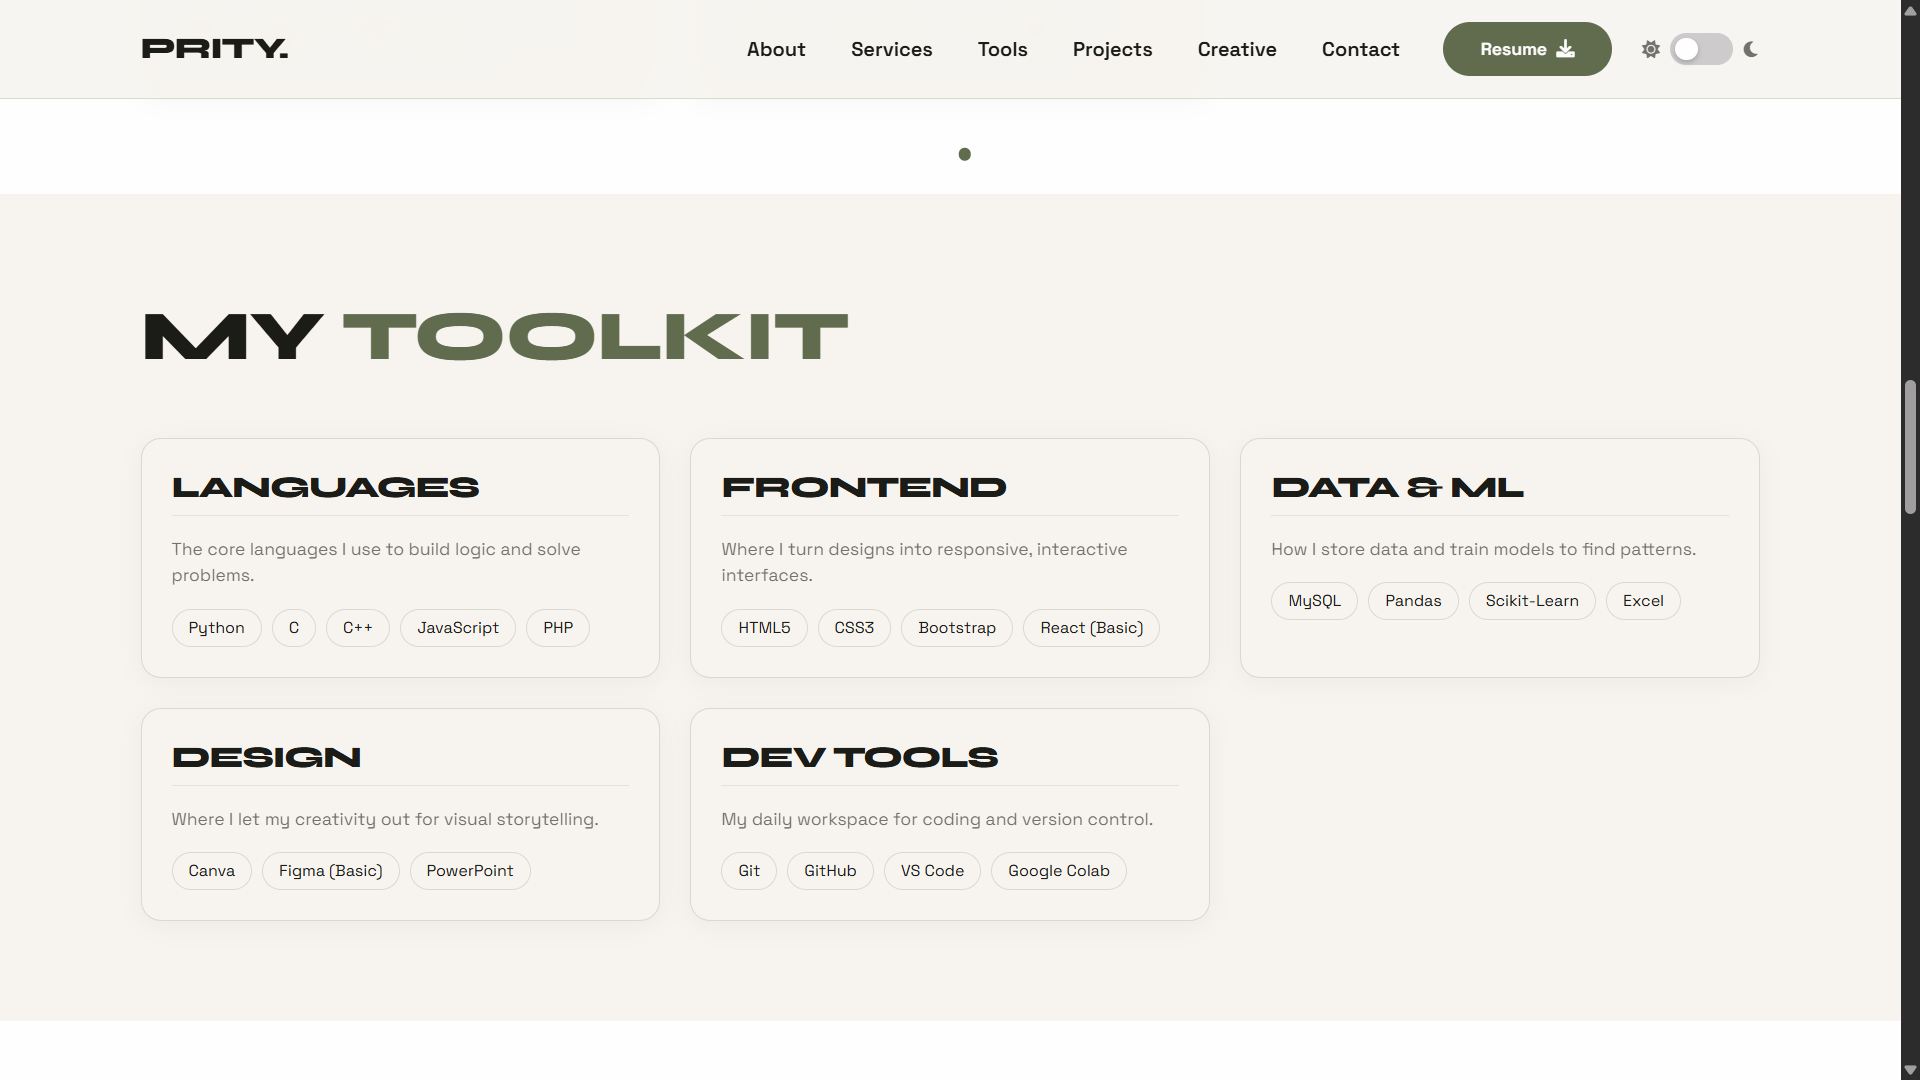 PRITY.
About Services Tools Projects Creative Contact Resume
MY TOOLKIT
LANGUAGES
The core languages I use to build logic and solve
problems.
Python C C++ JavaScript PHP
FRONTEND
Where I turn designs into responsive, interactive
interfaces.
HTML5 CSS3 Bootstrap React (Basic)
DATA & ML
How I store data and train models to find patterns.
MySQL Pandas Scikit-Learn Excel
DESIGN
Where I let my creativity out for visual storytelling.
Canva Figma (Basic) PowerPoint
DEV TOOLS
My daily workspace for coding and version control.
Git GitHub VS Code Google Colab